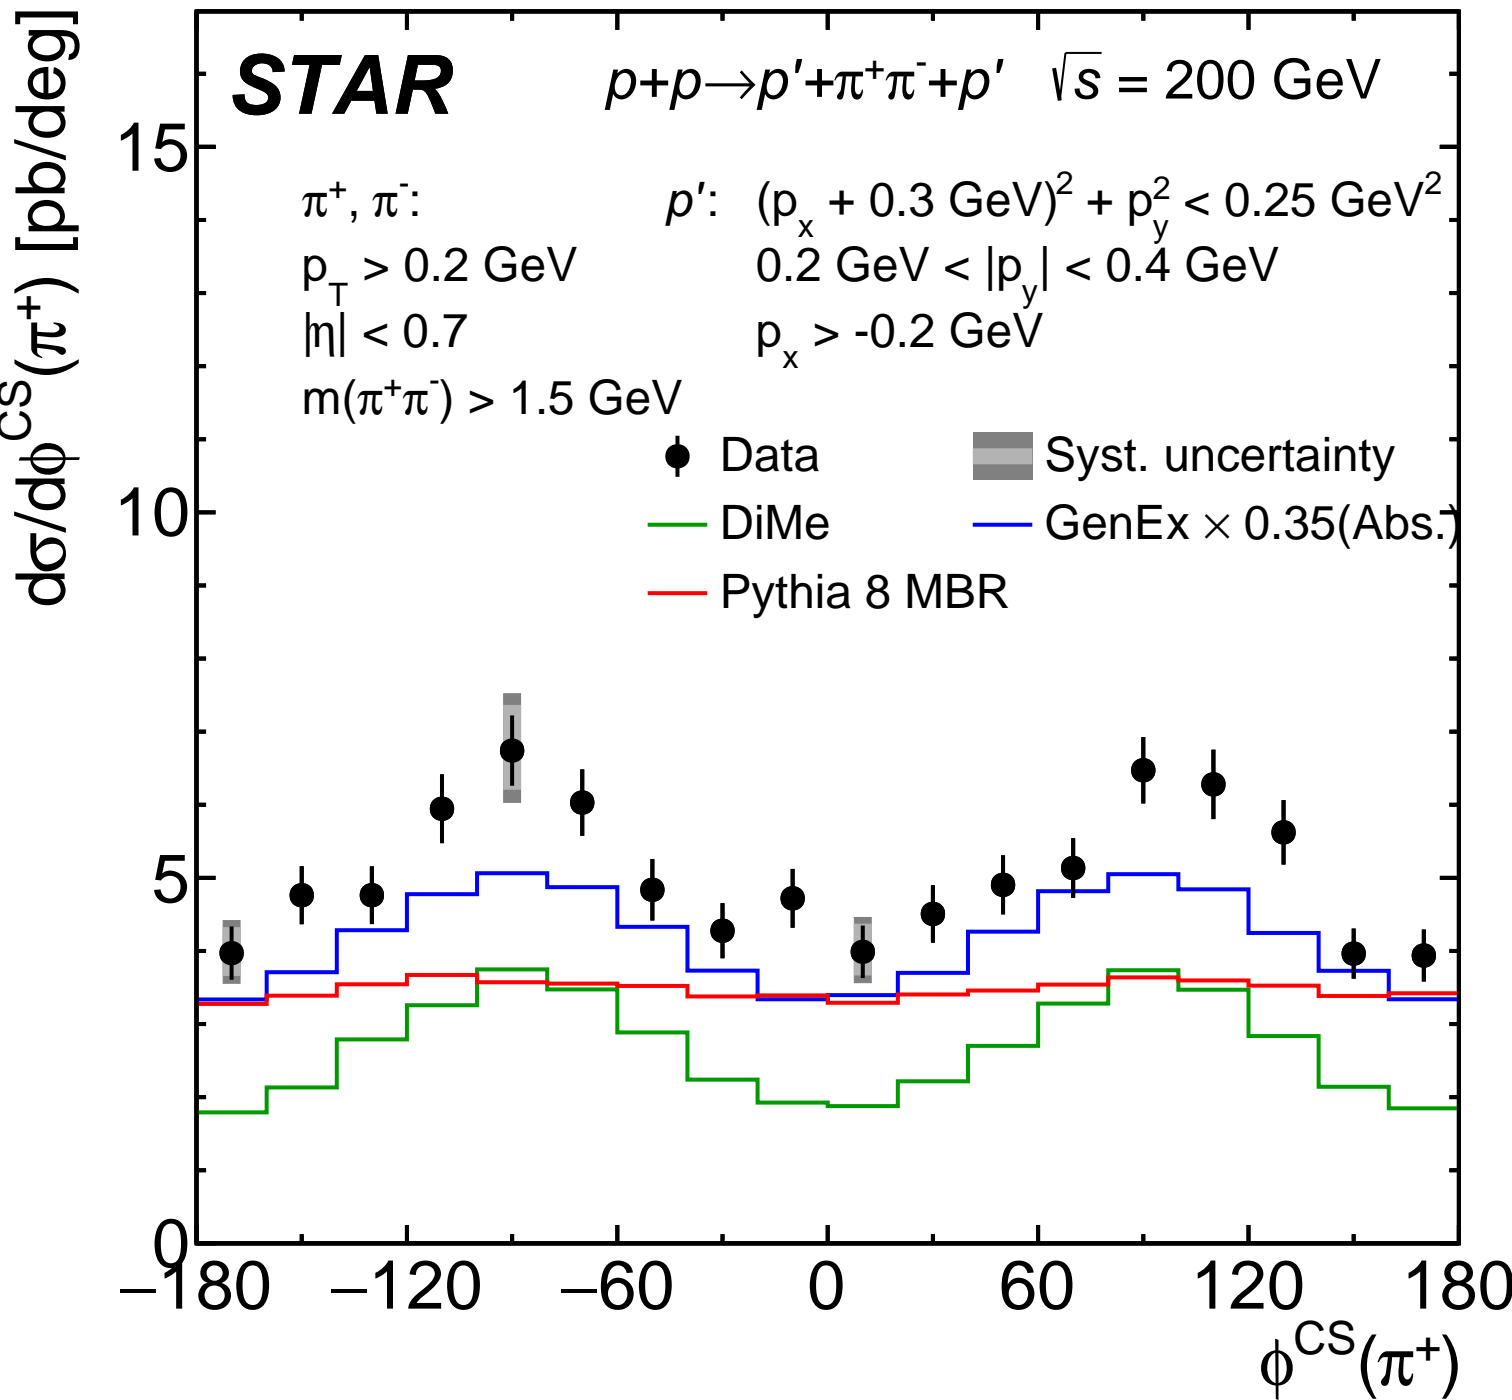 dσ/dφ^CS(π⁺) [pb/deg]
STAR p+p→p′+π⁺π⁻+p′ √s = 200 GeV
π⁺, π⁻: p′: (p_x + 0.3 GeV)² + p_y² < 0.25 GeV²
p_T > 0.2 GeV 0.2 GeV < |p_y| < 0.4 GeV
|η| < 0.7 p_x > -0.2 GeV
m(π⁺π⁻) > 1.5 GeV
Data Syst. uncertainty
DiMe GenEx × 0.35(Abs.)
Pythia 8 MBR
15
10
5
0
−180 −120 −60 0 60 120 180
φ^CS(π⁺)